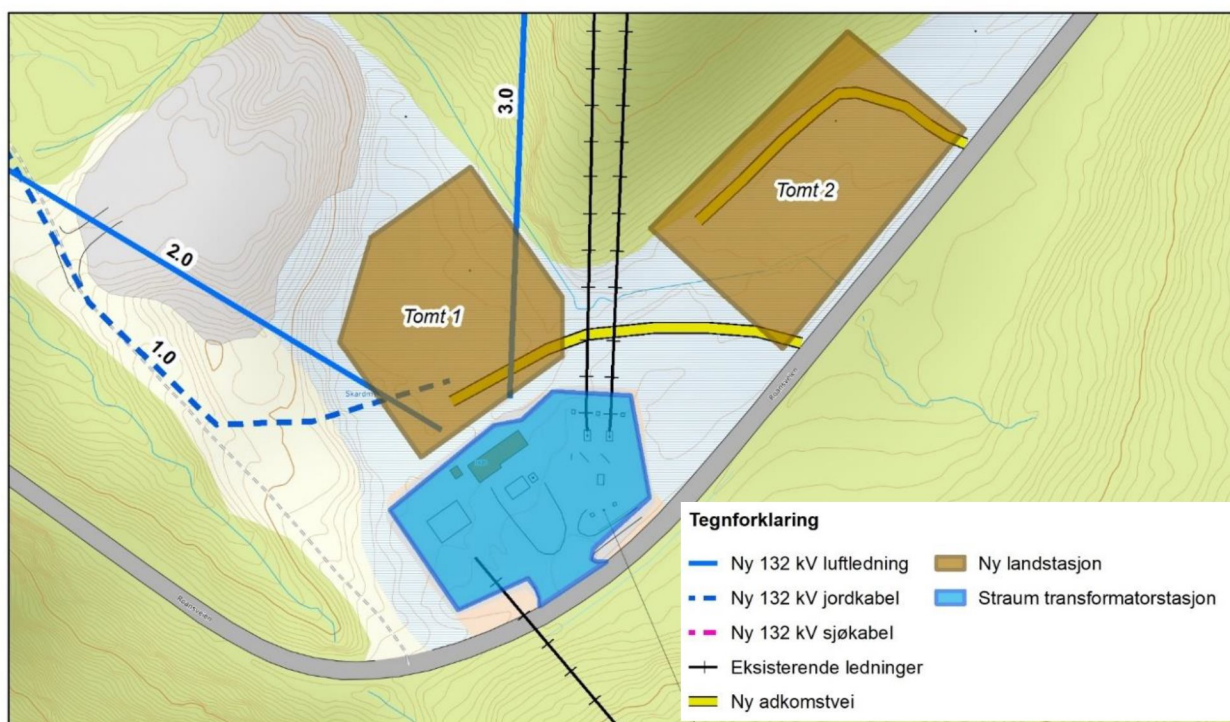 3.0
Tomt 2
2.0
Tomt 1
1.0
Tegnforklaring
Ny 132 kV luftledning
Ny 132 kV jordkabel
Ny 132 kV sjøkabel
Eksisterende ledninger
Ny adkomstvei
Ny landstasjon
Straum transformatorstasjon